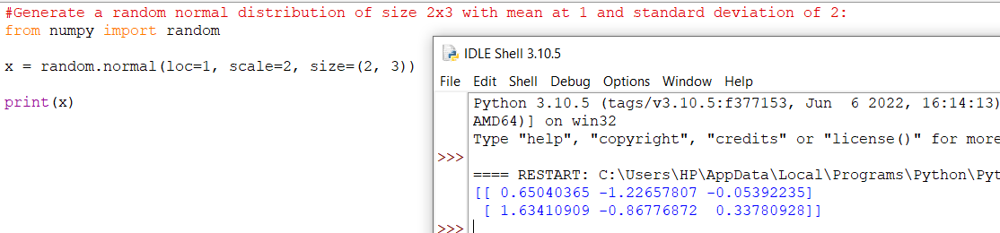 #Generate a random normal distribution of size 2x3 with mean at 1 and standard deviation of 2:
from numpy import random
x = random.normal(loc=1, scale=2, size=(2, 3))
print(x)
IDLE Shell 3.10.5
File Edit Shell Debug Options Window Help
Python 3.10.5 (tags/v3.10.5:f377153, Jun  6 2022, 16:14:13)
AMD64)] on win32
Type "help", "copyright", "credits" or "license()" for more
>>>
==== RESTART: C:\Users\HP\AppData\Local\Programs\Python\Pyt
[[ 0.65040365 -1.22657807 -0.05392235]
 [ 1.63410909 -0.86776872  0.33780928]]
>>>